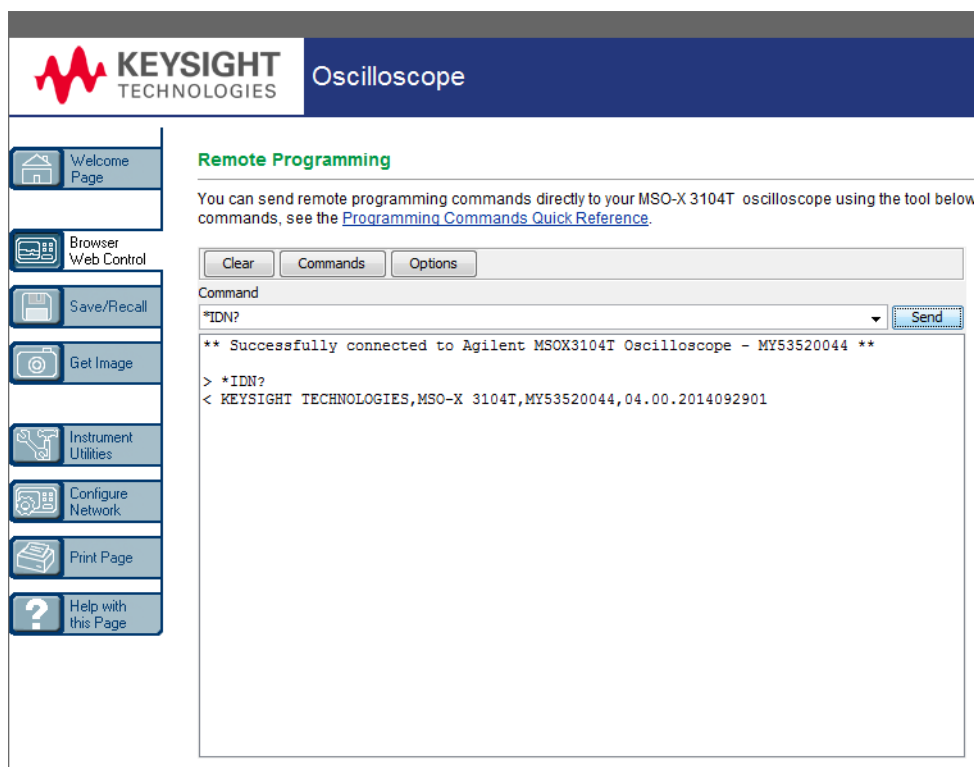 KEYSIGHT
TECHNOLOGIES
Oscilloscope
Welcome
Page
Browser
Web Control
Save/Recall
Get Image
Instrument
Utilities
Configure
Network
Print Page
Help with
this Page
Remote Programming
You can send remote programming commands directly to your MSO-X 3104T oscilloscope using the tool below
commands, see the Programming Commands Quick Reference.
Clear Commands Options
Command
*IDN? Send
** Successfully connected to Agilent MSOX3104T Oscilloscope - MY53520044 **
> *IDN?
< KEYSIGHT TECHNOLOGIES,MSO-X 3104T,MY53520044,04.00.2014092901